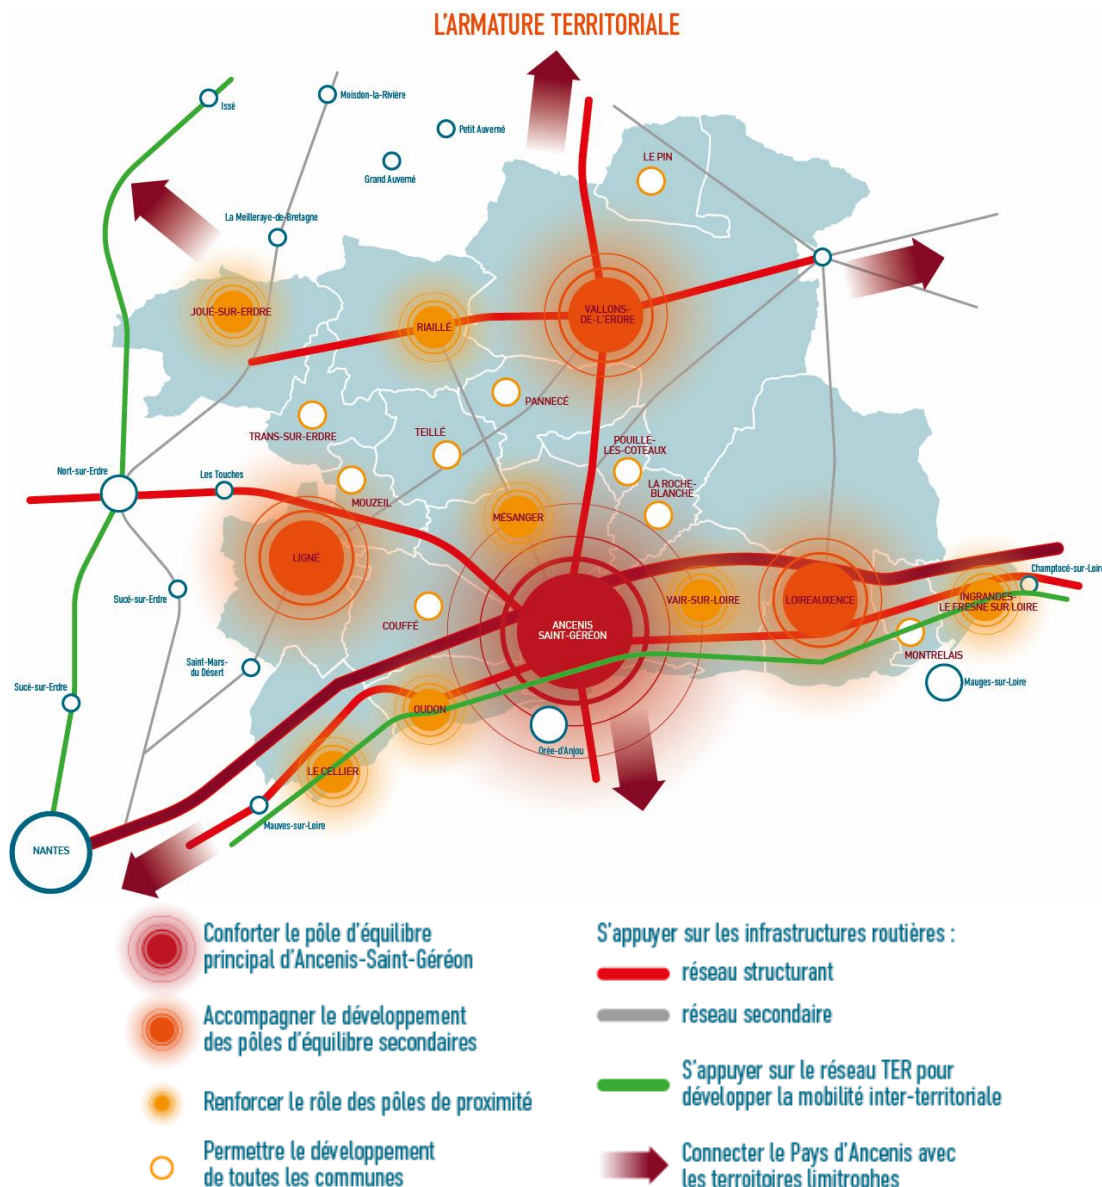 L'ARMATURE TERRITORIALE
Issé
Moisdon-la-Rivière
Petit Auverné
Grand Auverné
LE PIN
La Meilleraye-de-Bretagne
JOUÉ-SUR-ERDRE
RIAILLÉ
VALLONS-
DE-L'ERDRE
PANNECÉ
TRANS-SUR-ERDRE
TEILLÉ
POUILLÉ-
LES-COTEAUX
Nort-sur-Erdre
Les Touches
MOUZEIL
LA ROCHE-
BLANCHE
MÉSANGER
LIGNÉ
Champtocé-sur-Loire
Sucé-sur-Erdre
COUFFÉ
ANCENIS
SAINT-GÉRÉON
VAIR-SUR-LOIRE
LOIREAUXENCE
INGRANDES-
LE FRESNE SUR LOIRE
MONTRELAIS
Saint-Mars-
du Désert
Mauges-sur-Loire
Sucé-sur-Erdre
OUDON
Orée-d'Anjou
LE CELLIER
Mauves-sur-Loire
NANTES
Conforter le pôle d'équilibre
principal d'Ancenis-Saint-Géréon
Accompagner le développement
des pôles d'équilibre secondaires
Renforcer le rôle des pôles de proximité
Permettre le développement
de toutes les communes
S'appuyer sur les infrastructures routières :
réseau structurant
réseau secondaire
S'appuyer sur le réseau TER pour
développer la mobilité inter-territoriale
Connecter le Pays d'Ancenis avec
les territoires limitrophes